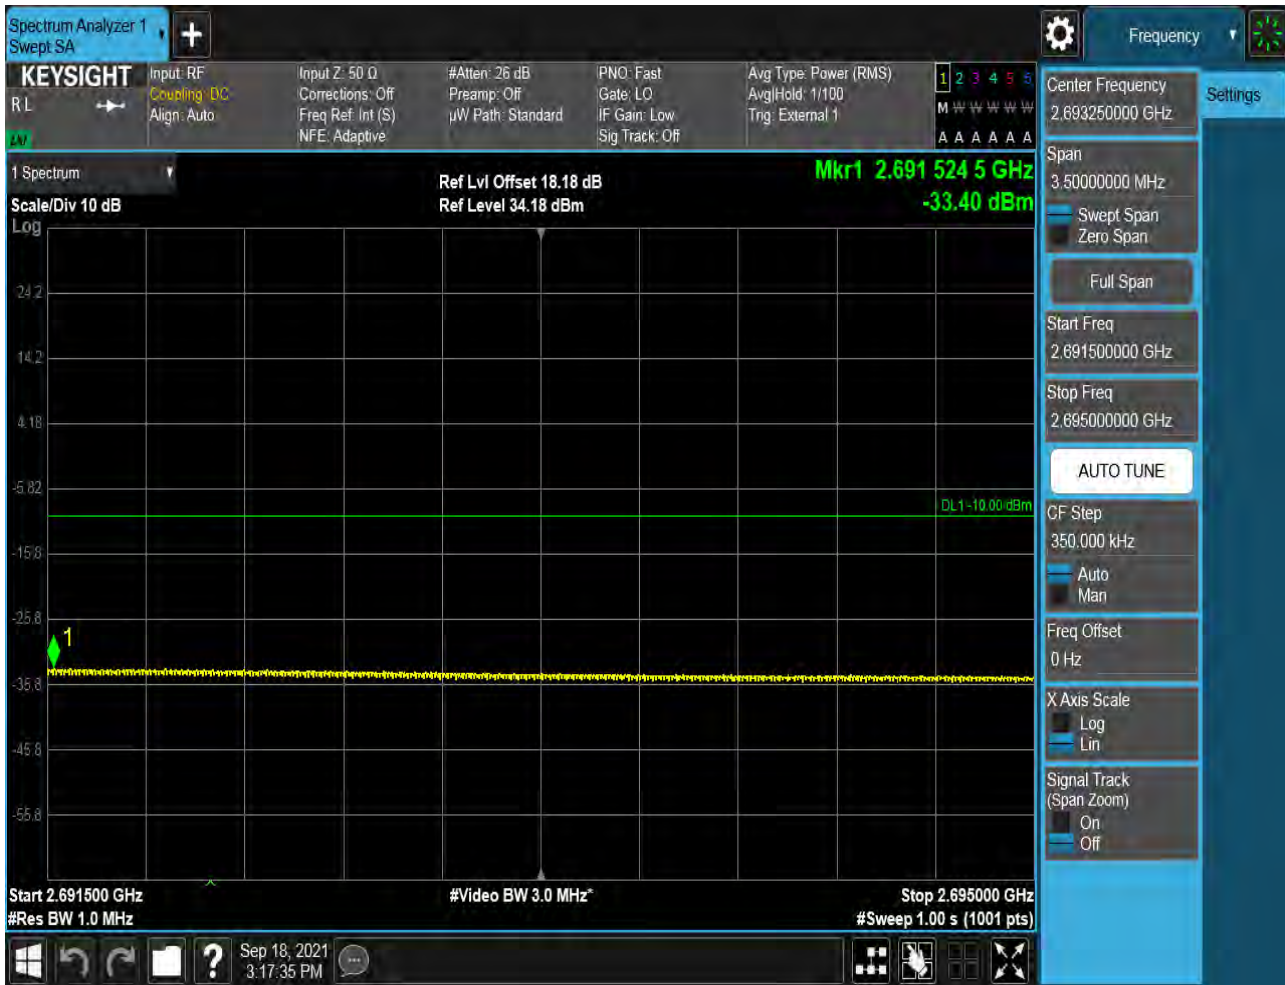 Spectrum Analyzer 1
Swept SA
Frequency
KEYSIGHT
R L
LXI
Input: RF
Coupling: DC
Align: Auto
Input Z: 50 Ω
Corrections: Off
Freq Ref: Int (S)
NFE: Adaptive
#Atten: 26 dB
Preamp: Off
µW Path: Standard
PNO: Fast
Gate: LO
IF Gain: Low
Sig Track: Off
Avg Type: Power (RMS)
Avg|Hold: 1/100
Trig: External 1
1 2 3 4 5 6
M W W W W W
A A A A A A
1 Spectrum
Scale/Div 10 dB
Log
Ref Lvl Offset 18.18 dB
Ref Level 34.18 dBm
Mkr1 2.691 524 5 GHz
-33.40 dBm
24.2
14.2
4.18
-5.82
DL1 -10.00 dBm
-15.8
-25.8
1
-35.8
-45.8
-55.8
Start 2.691500 GHz
#Res BW 1.0 MHz
#Video BW 3.0 MHz*
Stop 2.695000 GHz
#Sweep 1.00 s (1001 pts)
?
Sep 18, 2021
3:17:35 PM
Center Frequency
2.693250000 GHz
Settings
Span
3.50000000 MHz
Swept Span
Zero Span
Full Span
Start Freq
2.691500000 GHz
Stop Freq
2.695000000 GHz
AUTO TUNE
CF Step
350.000 kHz
Auto
Man
Freq Offset
0 Hz
X Axis Scale
Log
Lin
Signal Track
(Span Zoom)
On
Off